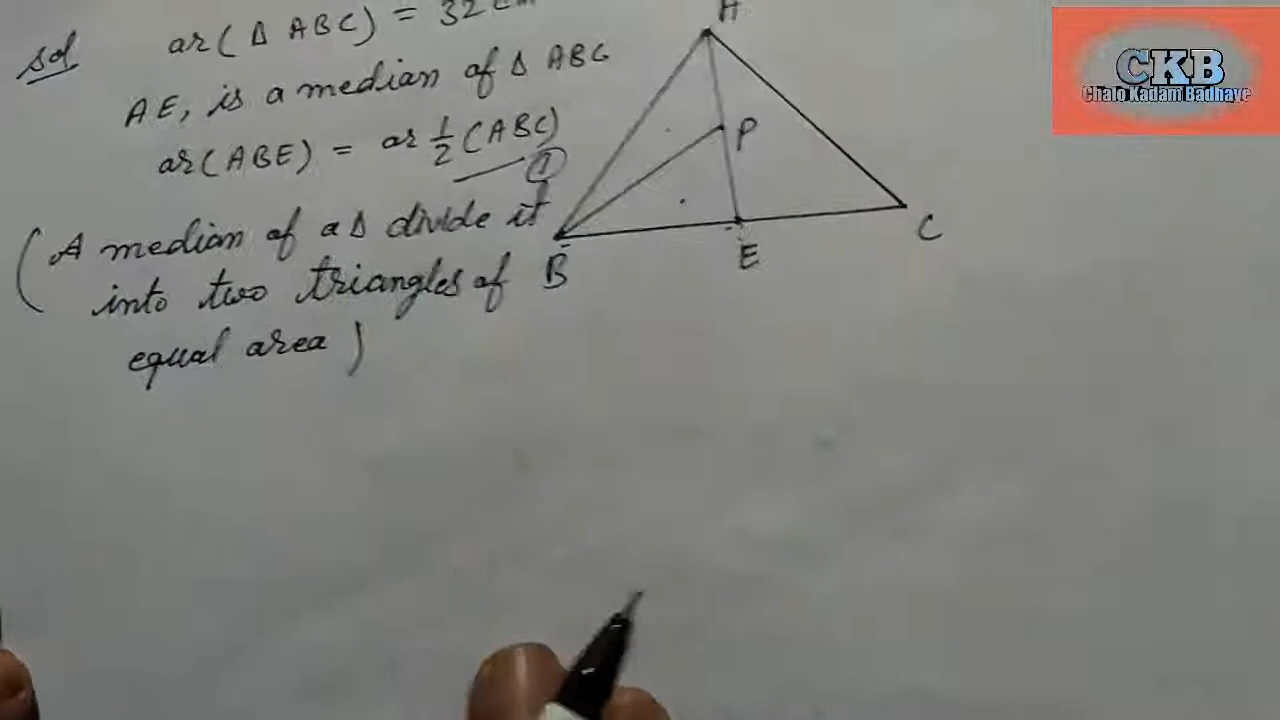 Sol ar(Δ ABC) = 32 cm
AE, is a median of Δ ABC
ar(ABE) = ar 1/2 (ABC)
①
(A median of a Δ divide it
into two triangles of
equal area)
A
P
B
E
C
CKB
Chalo Kadam Badhaye